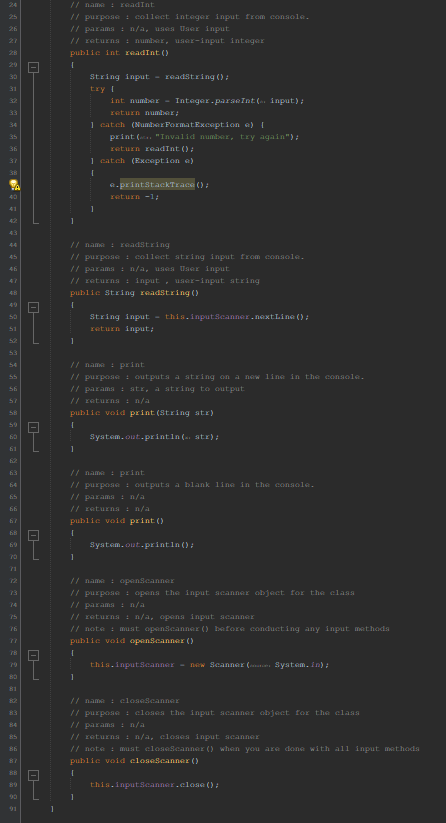 24 // name : readInt
25 // purpose : collect integer input from console.
26 // params : n/a, uses User input
27 // returns : number, user-input integer
28 public int readInt()
29 {
30 String input = readString();
31 try {
32 int number = Integer.parseInt( input);
33 return number;
34 } catch (NumberFormatException e) {
35 print( "Invalid number, try again");
36 return readInt();
37 } catch (Exception e)
38 {
e.printStackTrace();
40 return -1;
41 }
42 }
43
44 // name : readString
45 // purpose : collect string input from console.
46 // params : n/a, uses User input
47 // returns : input , user-input string
48 public String readString()
49 {
50 String input = this.inputScanner.nextLine();
51 return input;
52 }
53
54 // name : print
55 // purpose : outputs a string on a new line in the console.
56 // params : str, a string to output
57 // returns : n/a
58 public void print(String str)
59 {
60 System.out.println( str);
61 }
62
63 // name : print
64 // purpose : outputs a blank line in the console.
65 // params : n/a
66 // returns : n/a
67 public void print()
68 {
69 System.out.println();
70 }
71
72 // name : openScanner
73 // purpose : opens the input scanner object for the class
74 // params : n/a
75 // returns : n/a, opens input scanner
76 // note : must openScanner() before conducting any input methods
77 public void openScanner()
78 {
79 this.inputScanner = new Scanner( System.in);
80 }
81
82 // name : closeScanner
83 // purpose : closes the input scanner object for the class
84 // params : n/a
85 // returns : n/a, closes input scanner
86 // note : must closeScanner() when you are done with all input methods
87 public void closeScanner()
88 {
89 this.inputScanner.close();
90 }
91 }